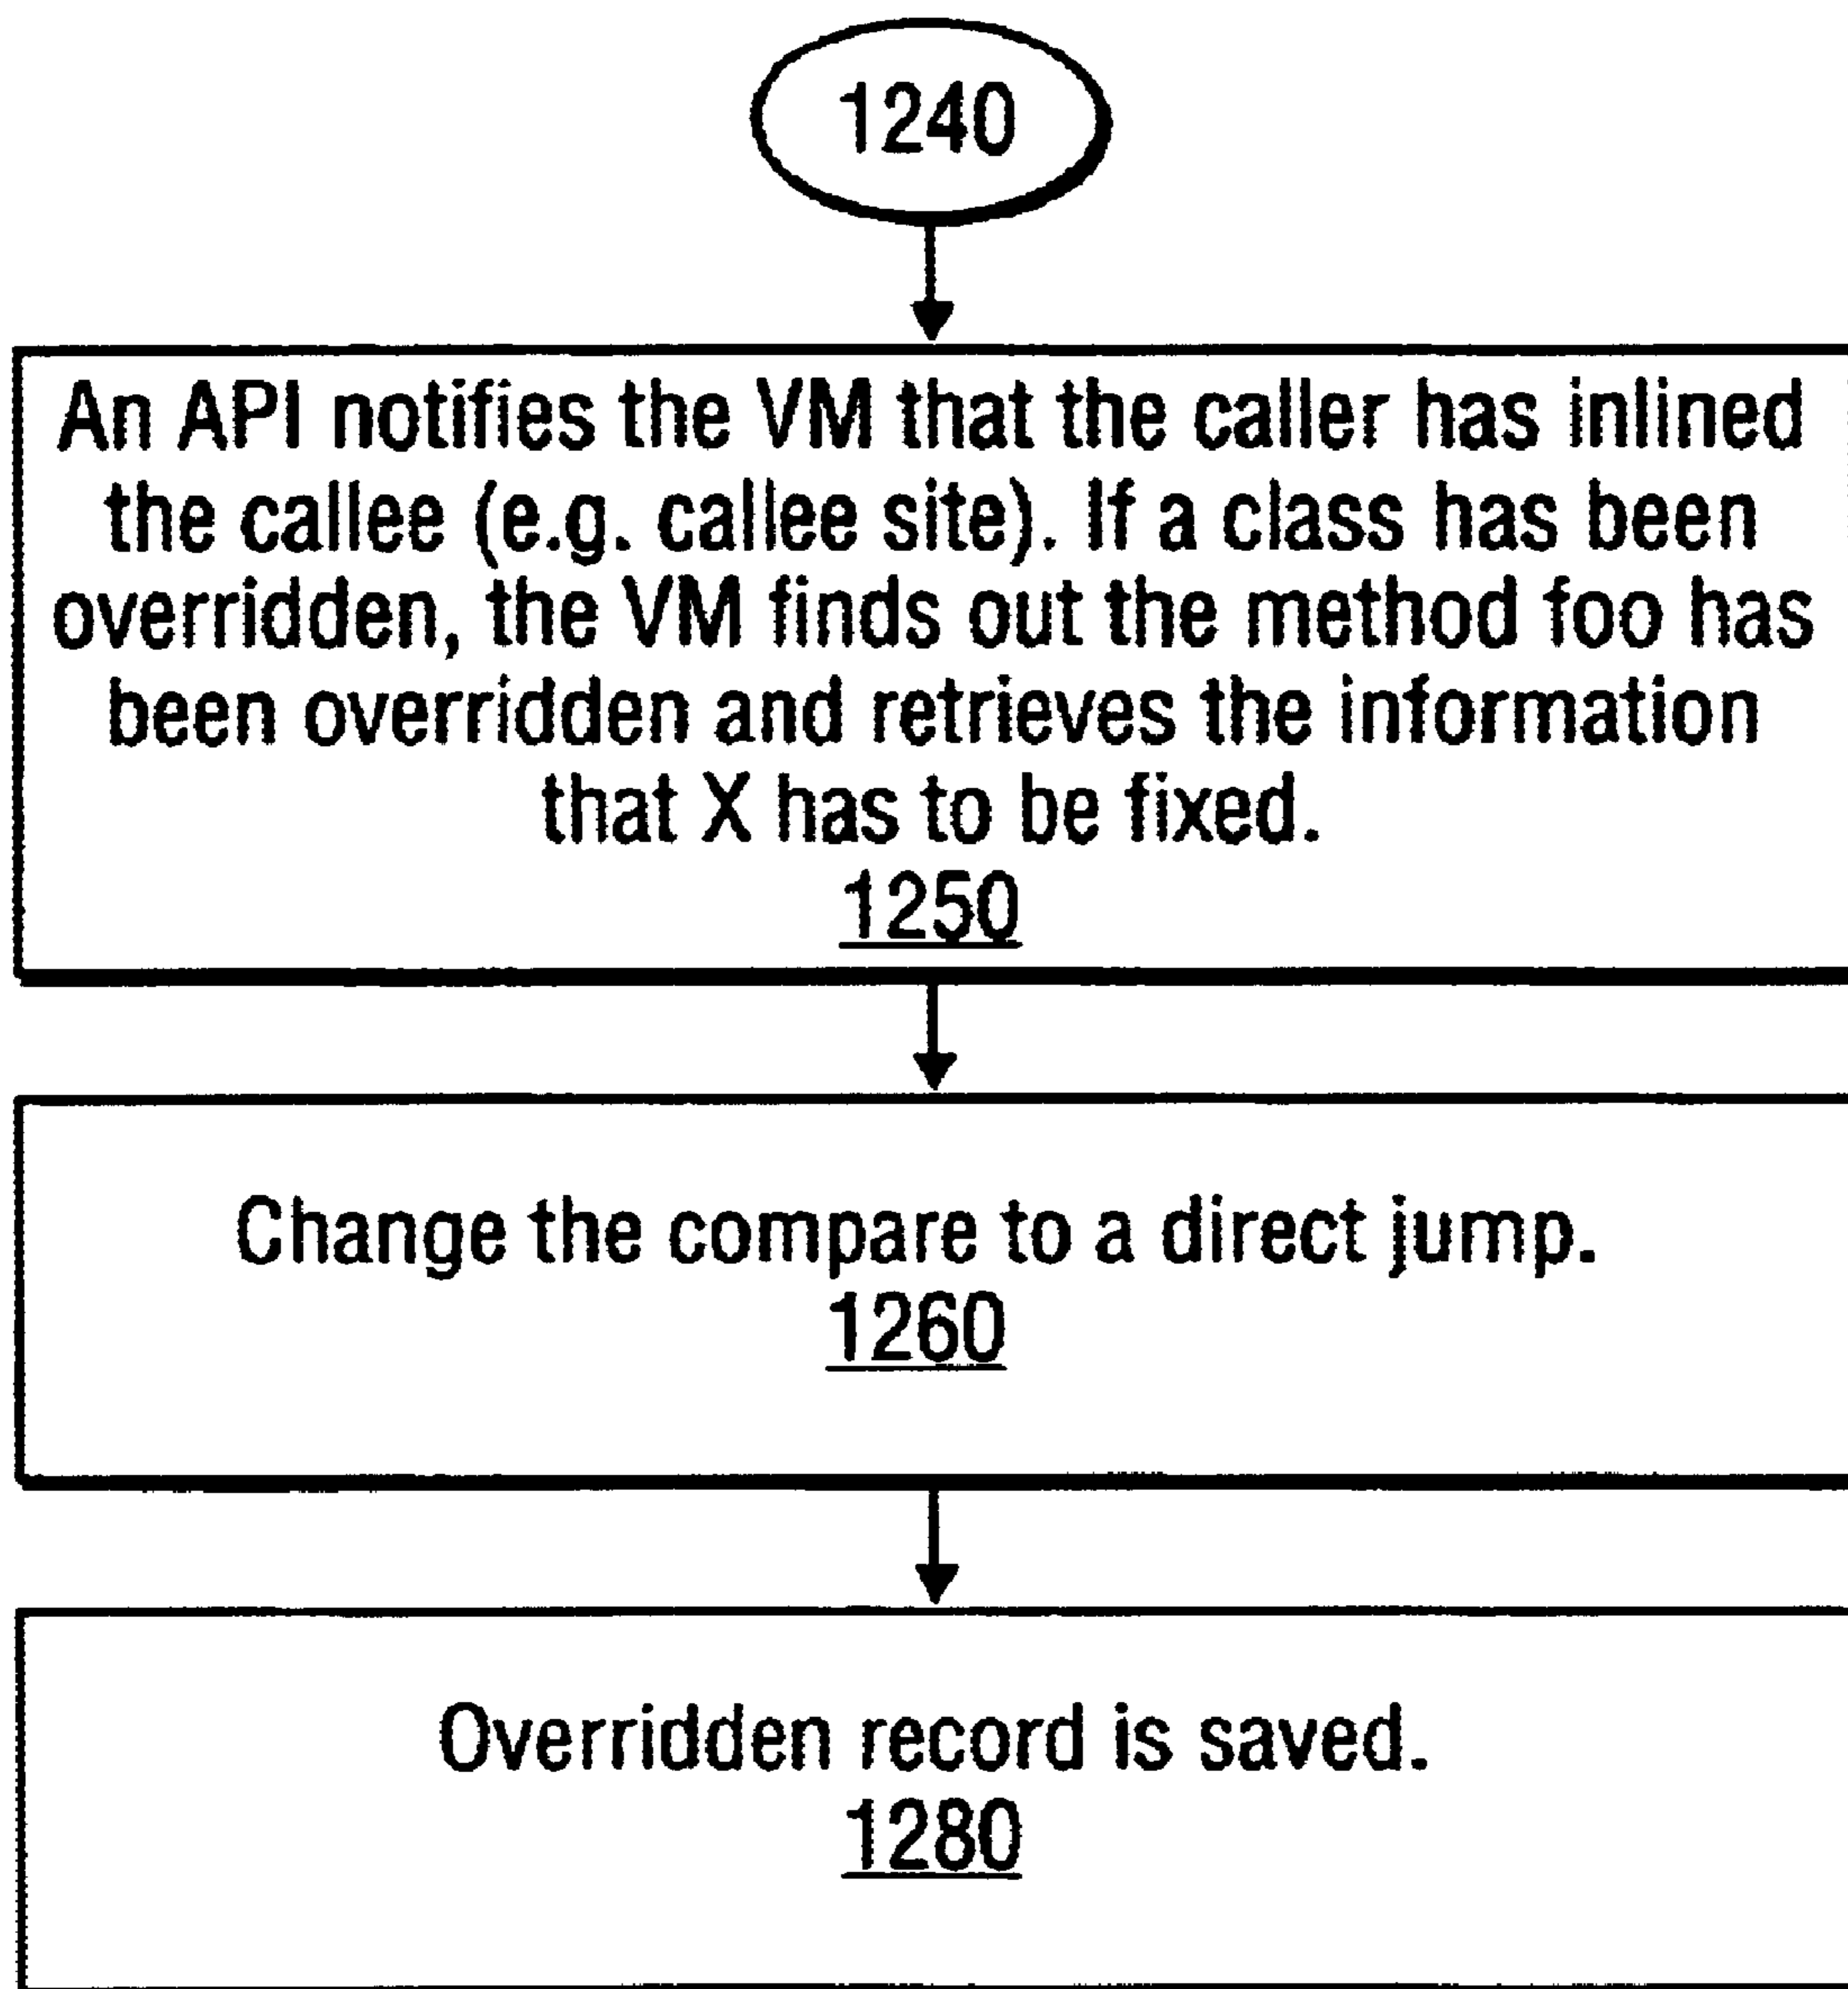 1240
An API notifies the VM that the caller has inlined
the callee (e.g. callee site). If a class has been
overridden, the VM finds out the method foo has
been overridden and retrieves the information
that X has to be fixed.
1250
Change the compare to a direct jump.
1260
Overridden record is saved.
1280